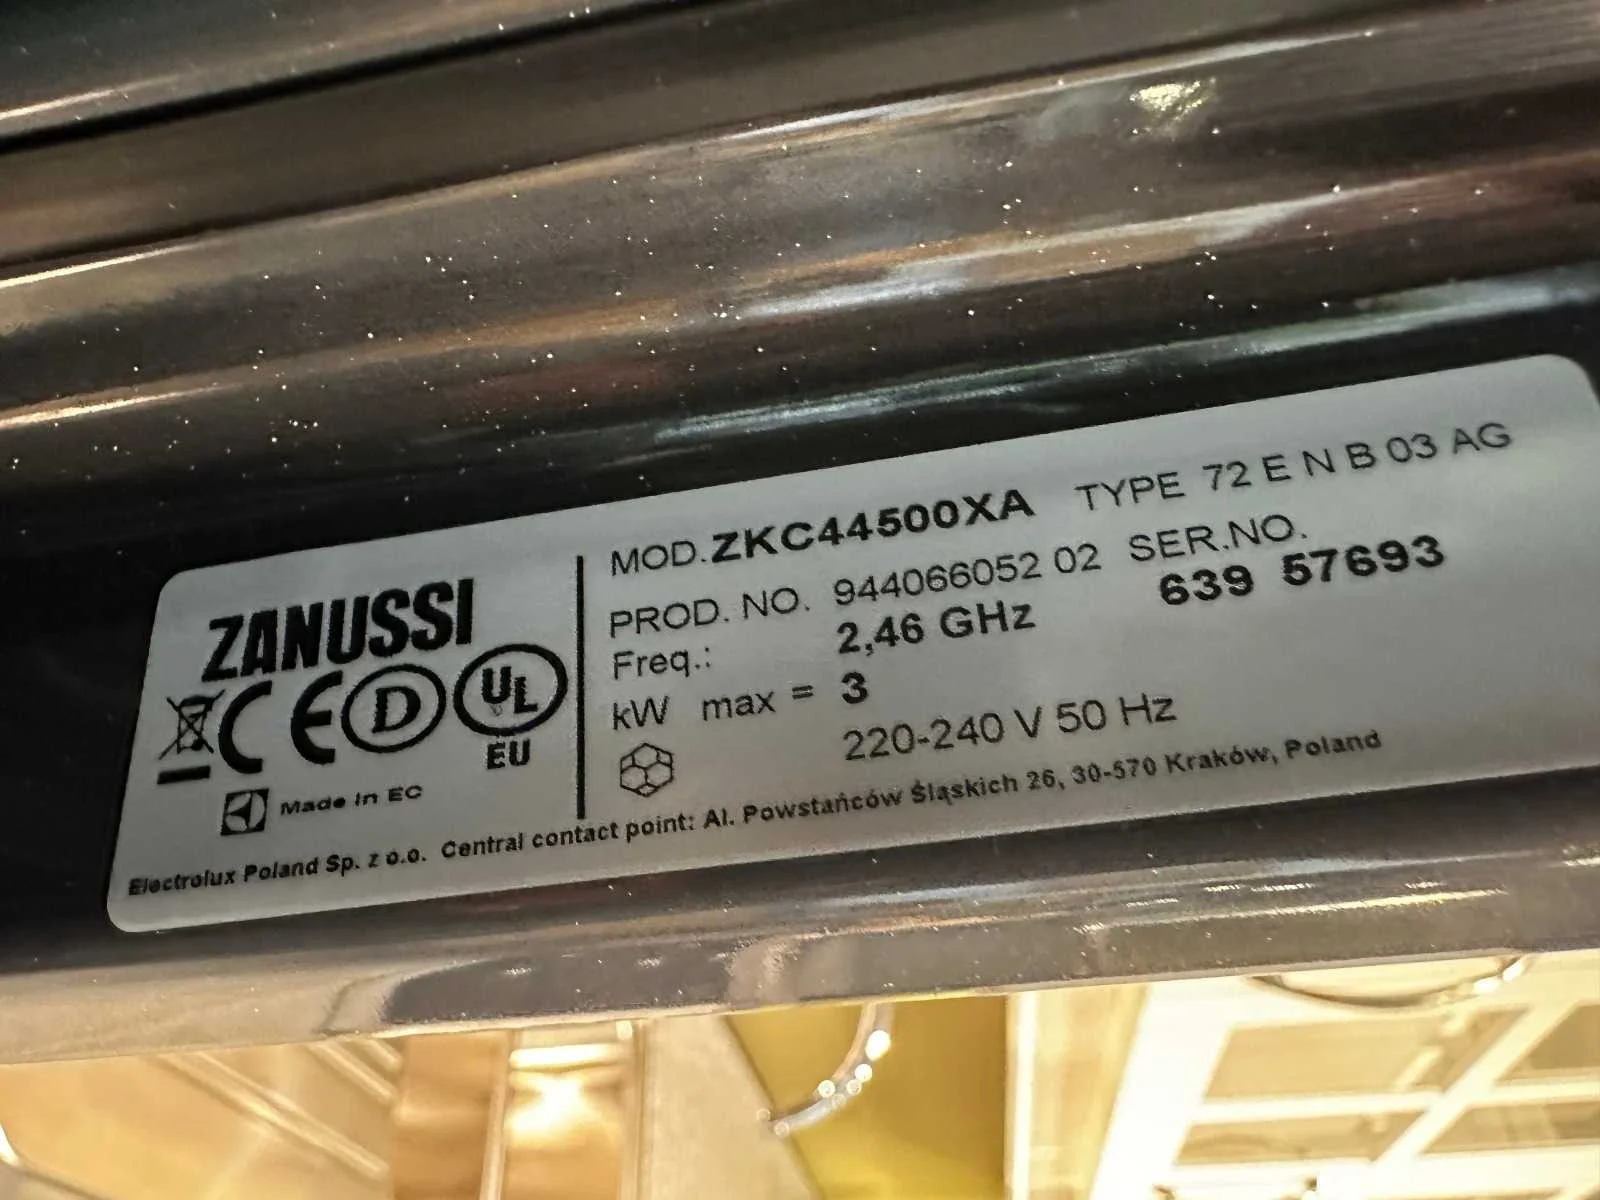 ZANUSSI
CE D UL
EU
Made in EC
MOD. ZKC44500XA TYPE 72 E N B 03 AG
PROD. NO. 944066052 02 SER.NO.
Freq.: 2,46 GHz 639 57693
kW max = 3
220-240 V 50 Hz
Electrolux Poland Sp. z o.o. Central contact point: Al. Powstańców Śląskich 26, 30-570 Kraków, Poland